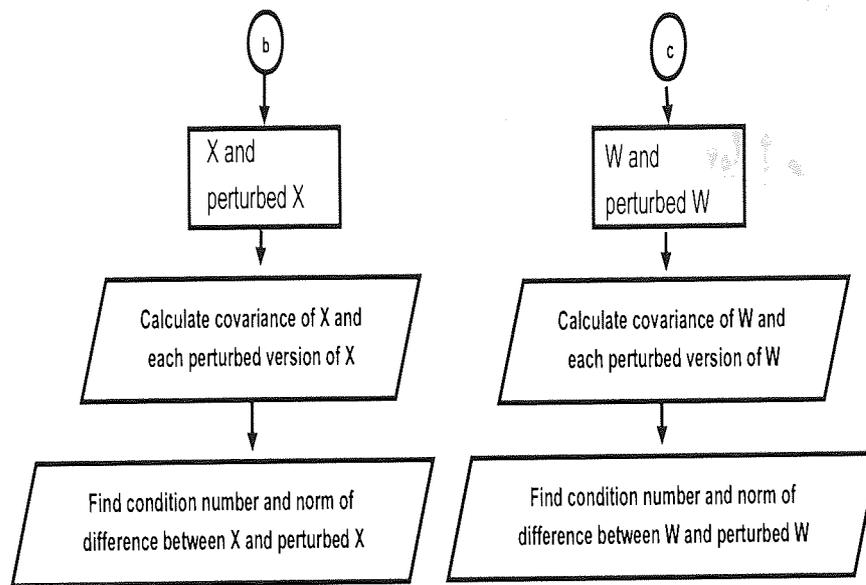 b
X and
perturbed X
Calculate covariance of X and
each perturbed version of X
Find condition number and norm of
difference between X and perturbed X
c
W and
perturbed W
Calculate covariance of W and
each perturbed version of W
Find condition number and norm of
difference between W and perturbed W